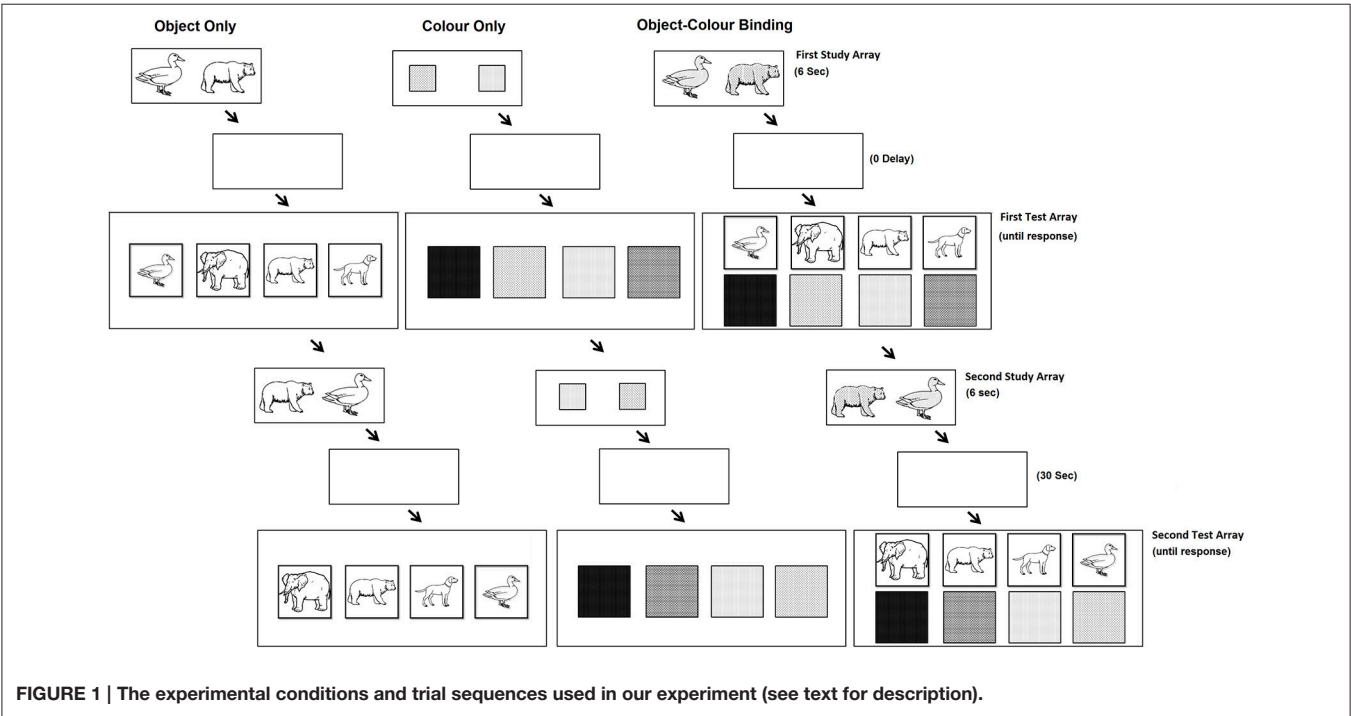 Object Only
Colour Only
Object-Colour Binding
First Study Array
(6 Sec)
(0 Delay)
First Test Array
(until response)
Second Study Array
(6 sec)
(30 Sec)
Second Test Array
(until response)
FIGURE 1 | The experimental conditions and trial sequences used in our experiment (see text for description).